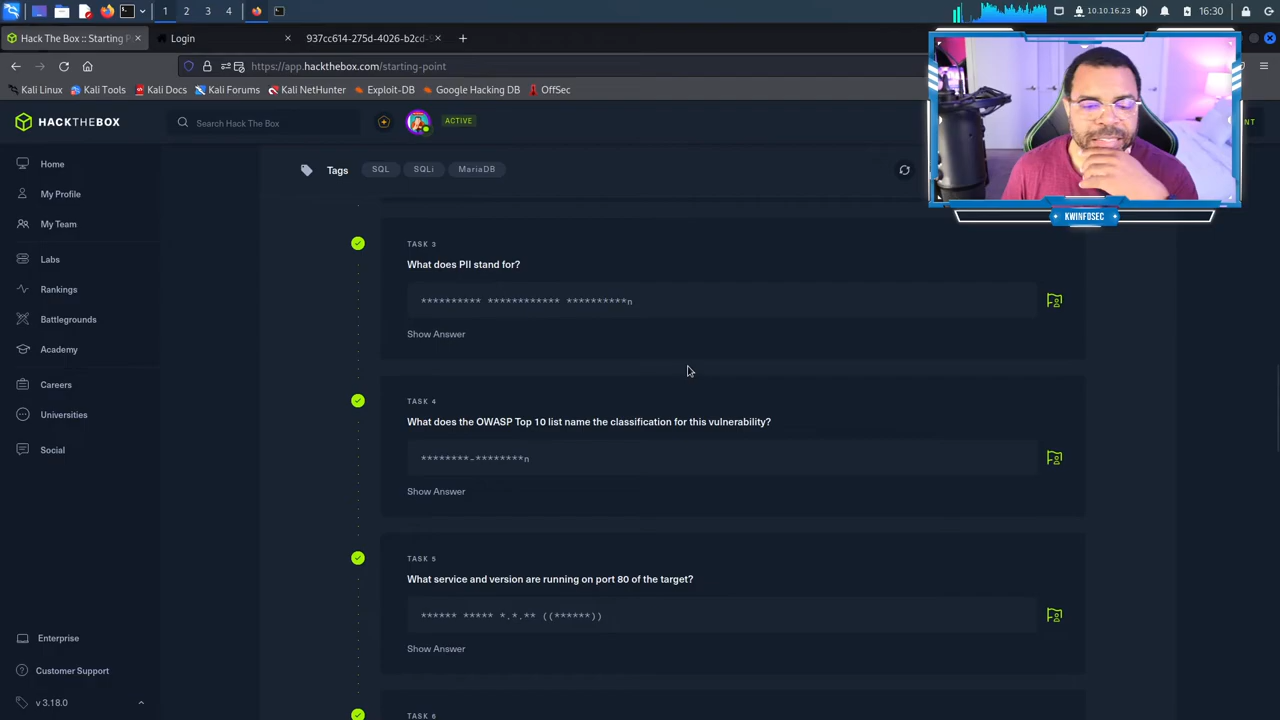 1 2 3 4 10.10.16.23 16:30
Hack The Box :: Starting P Login 937cc614-275d-4026-b2cd-
https://app.hackthebox.com/starting-point
Kali Linux Kali Tools Kali Docs Kali Forums Kali NetHunter Exploit-DB Google Hacking DB OffSec
HACKTHEBOX Search Hack The Box ACTIVE NT
KWINFOSEC
Tags SQL SQLi MariaDB
Home
My Profile
My Team
Labs
Rankings
Battlegrounds
Academy
Careers
Universities
Social
Enterprise
Customer Support
v 3.18.0
TASK 3
What does PII stand for?
********** ************ **********n
Show Answer
TASK 4
What does the OWASP Top 10 list name the classification for this vulnerability?
********-********n
Show Answer
TASK 5
What service and version are running on port 80 of the target?
****** ***** *.*.** ((******))
Show Answer
TASK 6